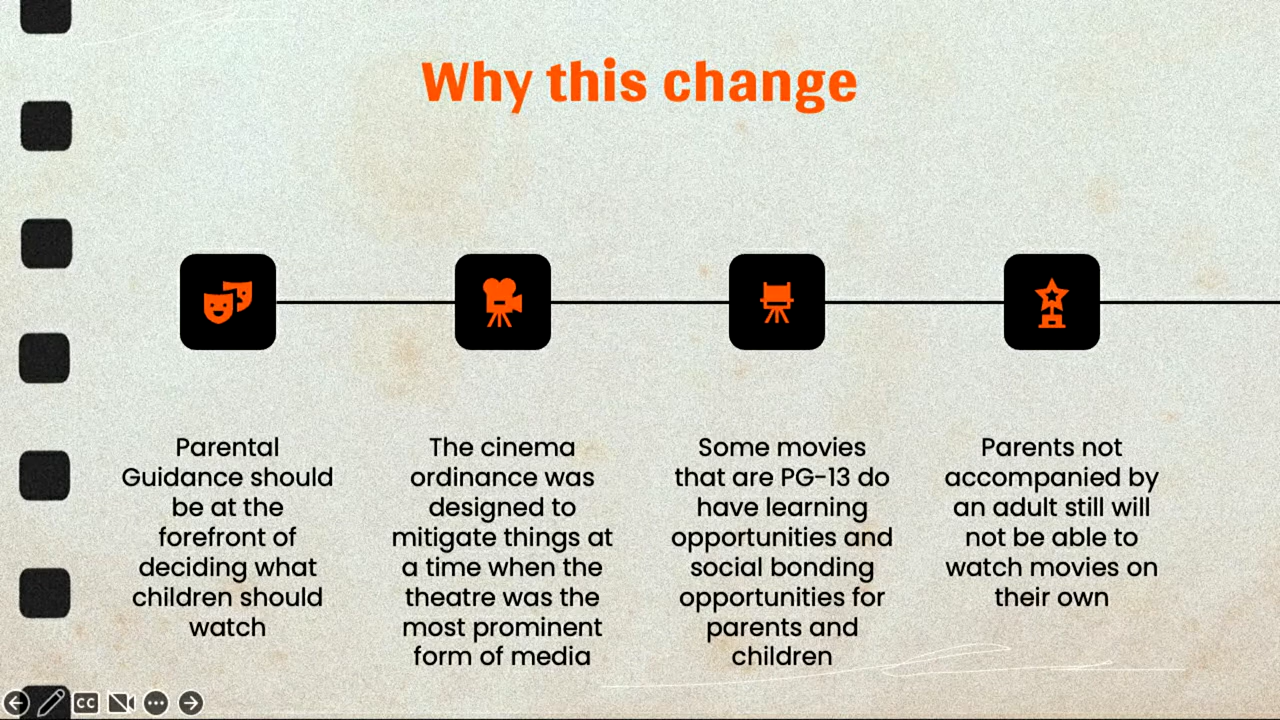 Why this change
Parental
Guidance should
be at the
forefront of
deciding what
children should
watch
The cinema
ordinance was
designed to
mitigate things at
a time when the
theatre was the
most prominent
form of media
Some movies
that are PG-13 do
have learning
opportunities and
social bonding
opportunities for
parents and
children
Parents not
accompanied by
an adult still will
not be able to
watch movies on
their own
CC